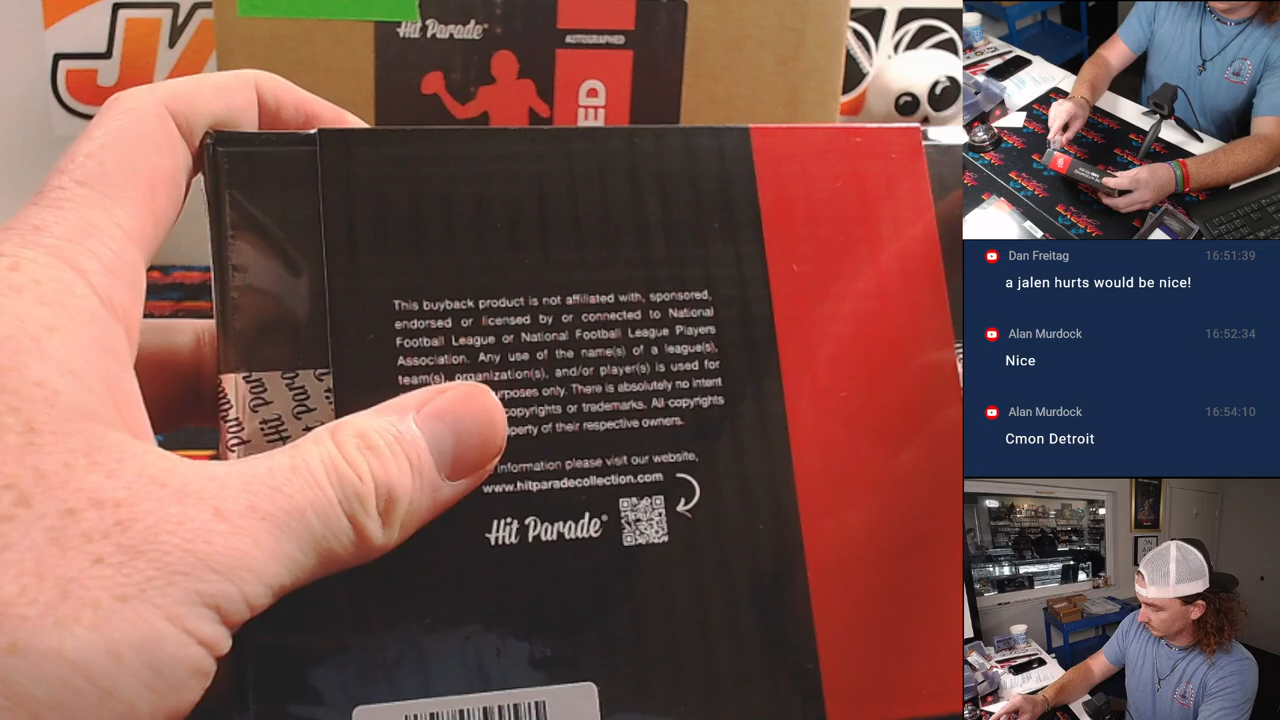 Hit Parade®
AUTOGRAPHED
ED
This buyback product is not affiliated with, sponsored,
endorsed or licensed by or connected to National
Football League or National Football League Players
Association. Any use of the name(s) of a league(s),
team(s), organization(s), and/or player(s) is used for
purposes only. There is absolutely no intent
copyrights or trademarks. All copyrights
property of their respective owners.
information please visit our website,
www.hitparadecollection.com
Hit Parade®
Dan Freitag 16:51:39
a jalen hurts would be nice!
Alan Murdock 16:52:34
Nice
Alan Murdock 16:54:10
Cmon Detroit
ON
AIR